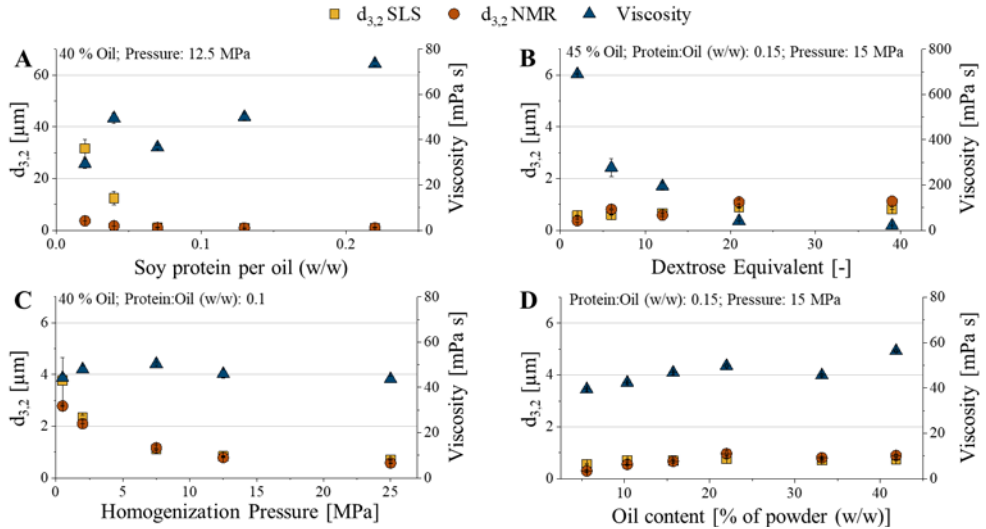 d3,2 SLS d3,2 NMR Viscosity
A
40 % Oil; Pressure: 12.5 MPa
60
40
20
0
d3,2 [µm]
80
60
40
20
0
Viscosity [mPa s]
0.0 0.1 0.2
Soy protein per oil (w/w)
B
45 % Oil; Protein:Oil (w/w): 0.15; Pressure: 15 MPa
6
4
2
0
d3,2 [µm]
800
600
400
200
0
Viscosity [mPa s]
0 10 20 30 40
Dextrose Equivalent [-]
C
40 % Oil; Protein:Oil (w/w): 0.1
6
4
2
0
d3,2 [µm]
80
60
40
20
0
Viscosity [mPa s]
0 5 10 15 20 25
Homogenization Pressure [MPa]
D
Protein:Oil (w/w): 0.15; Pressure: 15 MPa
6
4
2
0
d3,2 [µm]
80
60
40
20
0
Viscosity [mPa s]
0 10 20 30 40
Oil content [% of powder (w/w)]